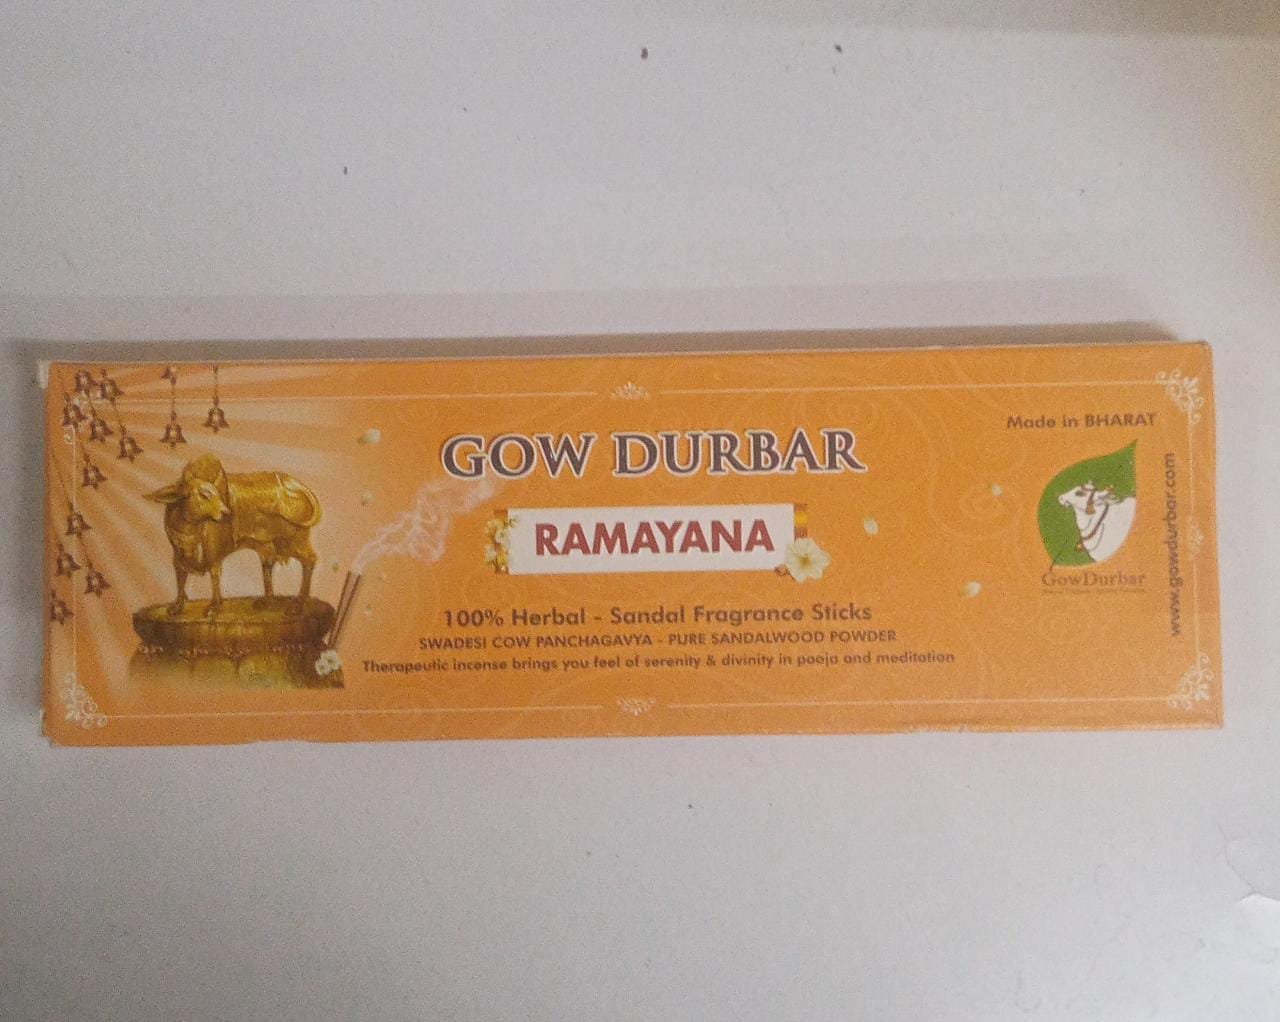 Made in BHARAT
GOW DURBAR
RAMAYANA
100% Herbal - Sandal Fragrance Sticks
SWADESI COW PANCHAGAVYA - PURE SANDALWOOD POWDER
Therapeutic incense brings you feel of serenity & divinity in pooja and meditation
GowDurbar
www.gowdurbar.com